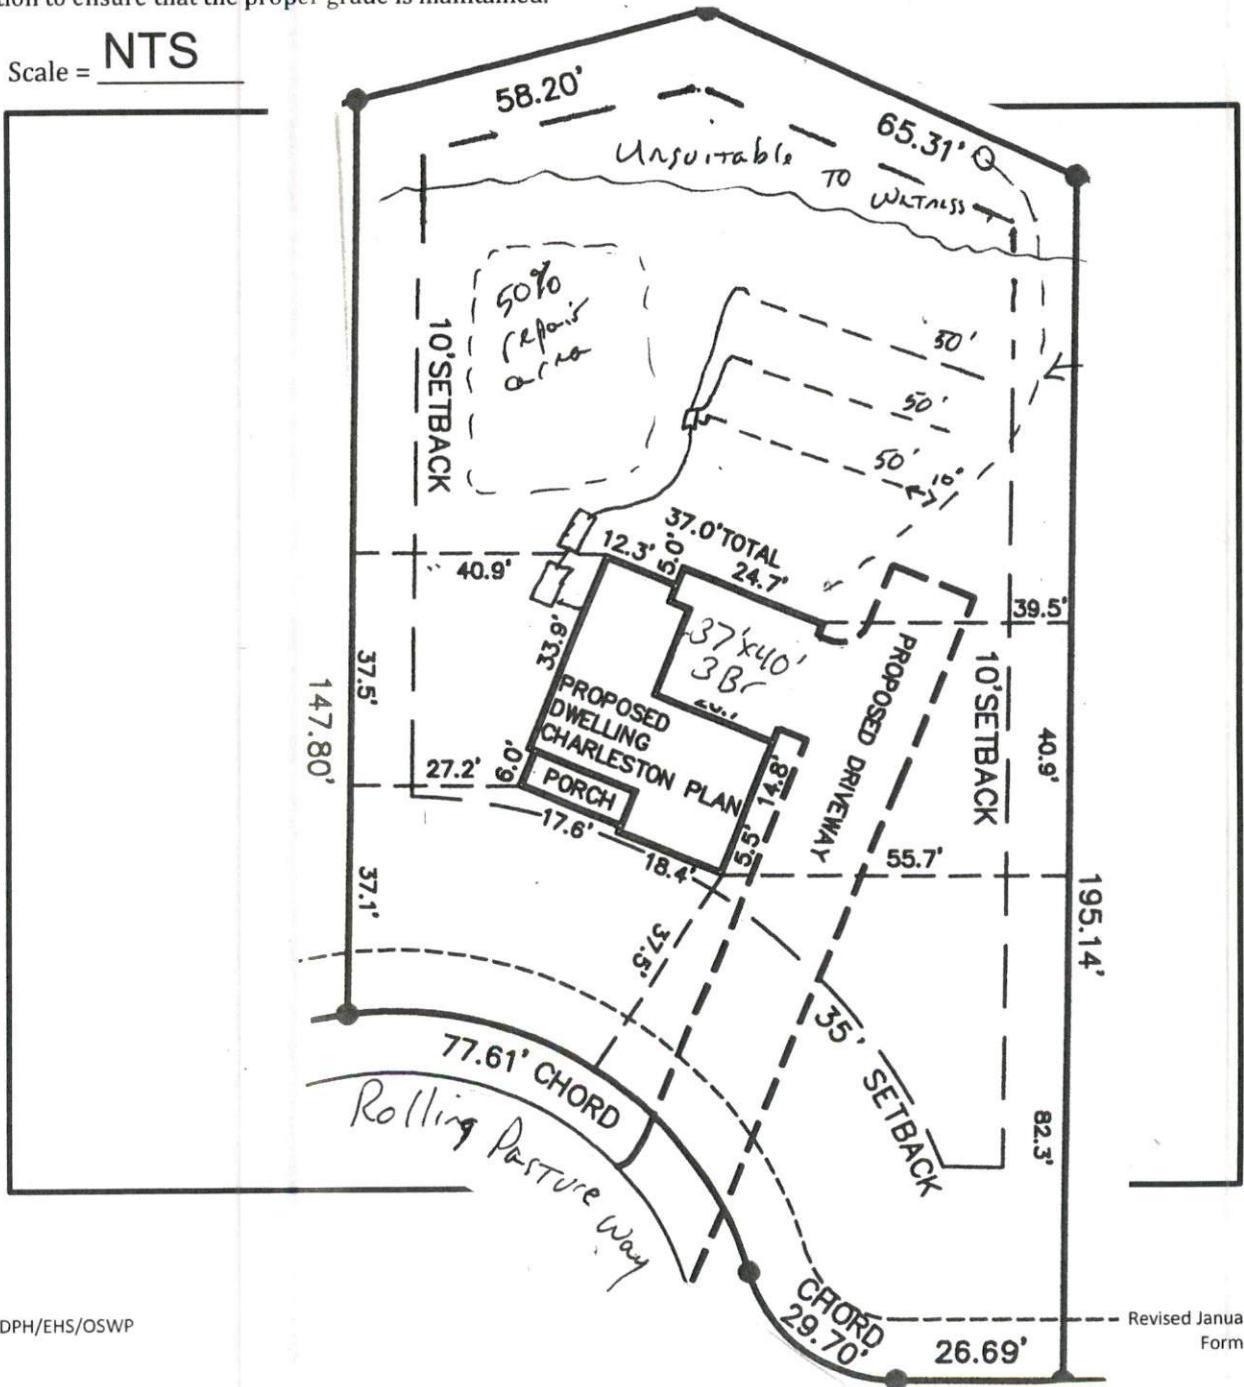 tion to ensure that the proper grade is maintained.
Scale = NTS
58.20'
65.31'
Unsuitable
TO
WETNESS
50%
repair
area
10'SETBACK
50'
50'
50'
10'
37.0'TOTAL
12.3'
5.0'
24.7'
40.9'
39.5'
33.9'
37'x40'
3 Br
PROPOSED
DWELLING
CHARLESTON PLAN
PROPOSED DRIVEWAY
10'SETBACK
37.5'
147.80'
40.9'
27.2'
6.0'
PORCH
14.8'
17.6'
5.5'
18.4'
55.7'
37.1'
195.14'
37.5'
35' SETBACK
77.61' CHORD
82.3'
Rolling Pasture Way
CHORD
29.70'
26.69'
DPH/EHS/OSWP
Revised Janua
Form